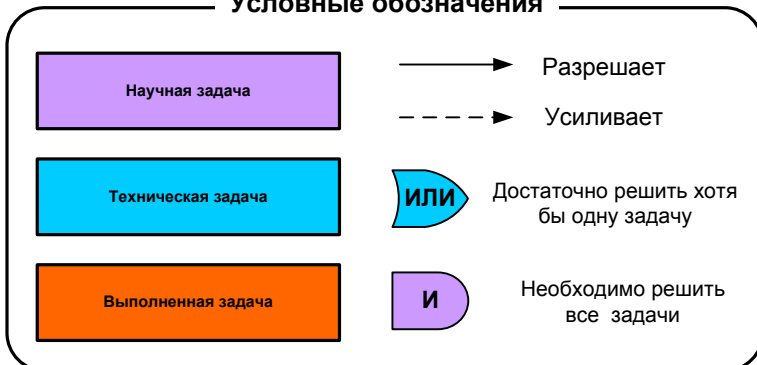 Условные обозначения
Научная задача
Разрешает
Усиливает
Техническая задача
ИЛИ
Достаточно решить хотя
бы одну задачу
Выполненная задача
И
Необходимо решить
все задачи